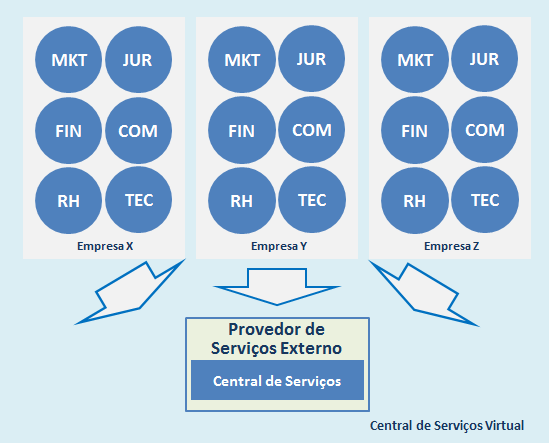 MKT JUR
FIN COM
RH TEC
Empresa X
MKT JUR
FIN COM
RH TEC
Empresa Y
MKT JUR
FIN COM
RH TEC
Empresa Z
Provedor de
Serviços Externo
Central de Serviços
Central de Serviços Virtual